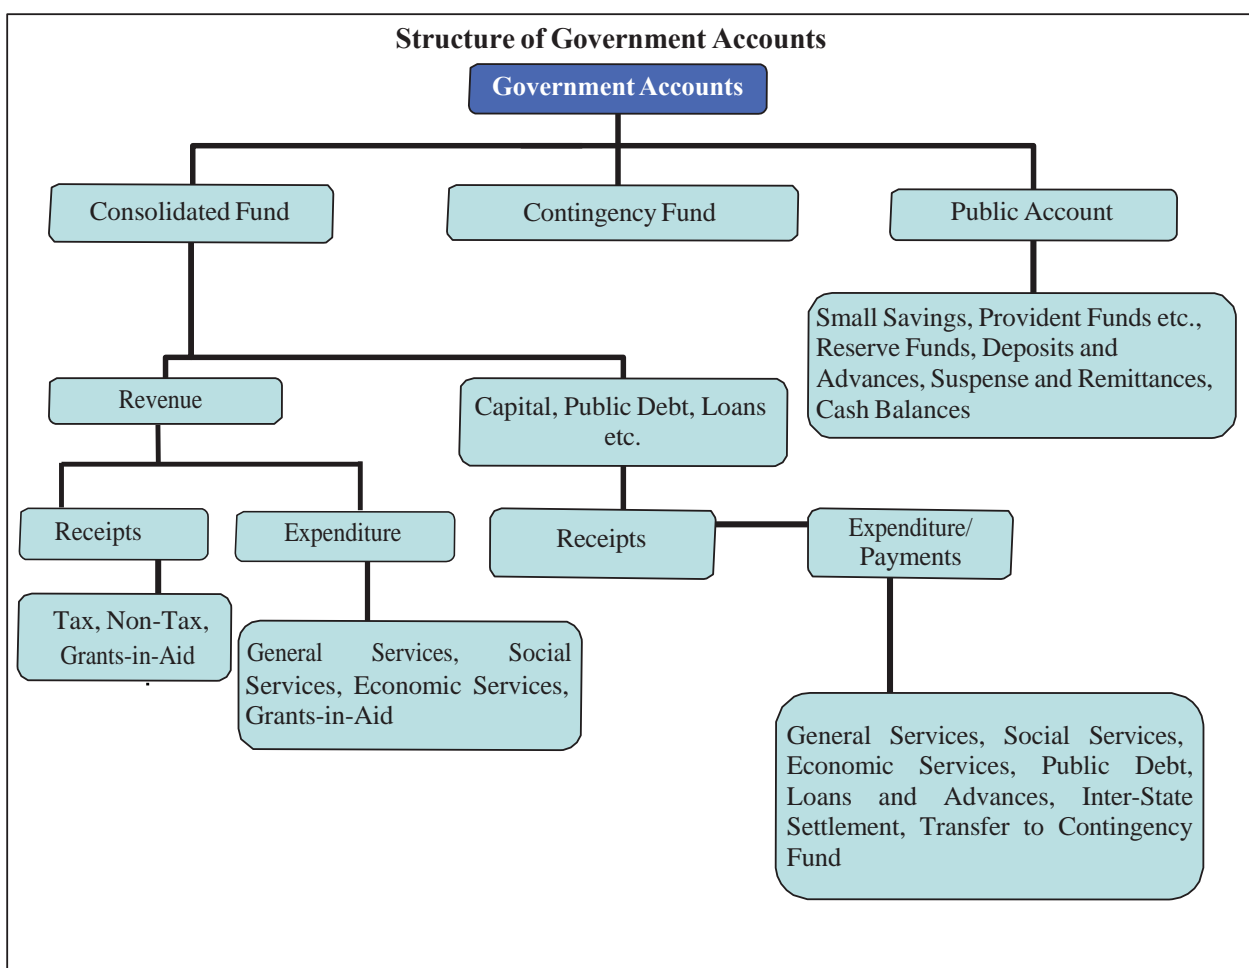 Structure of Government Accounts
Government Accounts
Consolidated Fund
Contingency Fund
Public Account
Small Savings, Provident Funds etc.,
Reserve Funds, Deposits and
Advances, Suspense and Remittances,
Cash Balances
Revenue
Capital, Public Debt, Loans
etc.
Receipts
Expenditure
Receipts
Expenditure/
Payments
Tax, Non-Tax,
Grants-in-Aid
General Services, Social
Services, Economic Services,
Grants-in-Aid
General Services, Social Services,
Economic Services, Public Debt,
Loans and Advances, Inter-State
Settlement, Transfer to Contingency
Fund